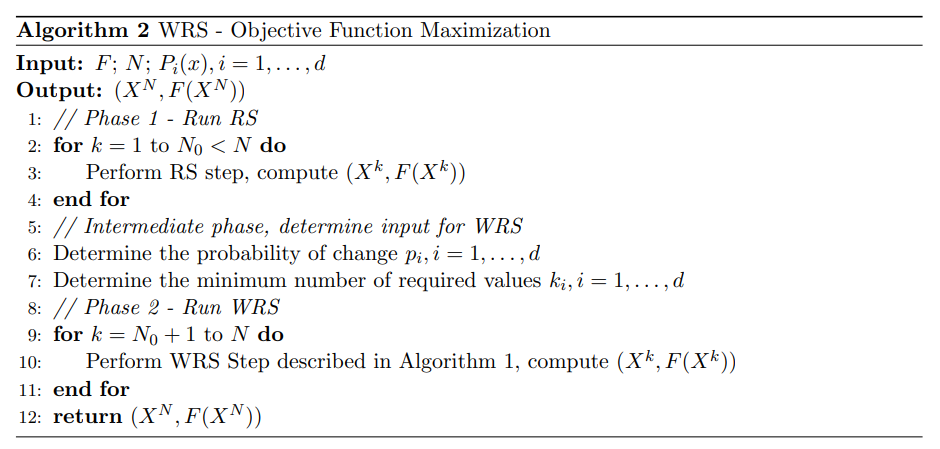 Algorithm 2 WRS - Objective Function Maximization
Input: F; N; P_i(x), i = 1, . . . , d
Output: (X^N, F(X^N))
1: // Phase 1 - Run RS
2: for k = 1 to N_0 < N do
3: Perform RS step, compute (X^k, F(X^k))
4: end for
5: // Intermediate phase, determine input for WRS
6: Determine the probability of change p_i, i = 1, . . . , d
7: Determine the minimum number of required values k_i, i = 1, . . . , d
8: // Phase 2 - Run WRS
9: for k = N_0 + 1 to N do
10: Perform WRS Step described in Algorithm 1, compute (X^k, F(X^k))
11: end for
12: return (X^N, F(X^N))